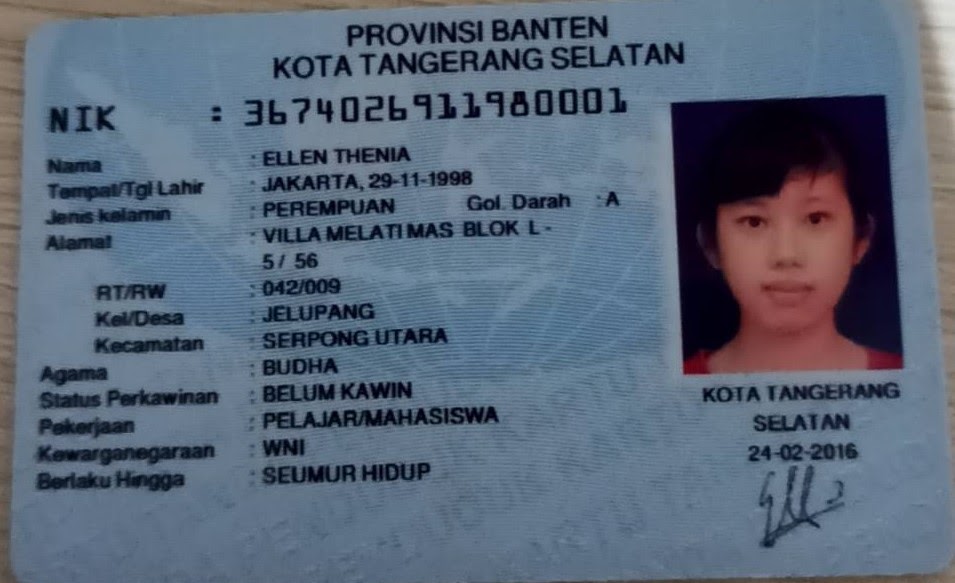 PROVINSI BANTEN
KOTA TANGERANG SELATAN
NIK : 3674026911980001
Nama : ELLEN THENIA
Tempat/Tgl Lahir : JAKARTA, 29-11-1998
Jenis kelamin : PEREMPUAN Gol. Darah : A
Alamat : VILLA MELATI MAS BLOK L -
5 / 56
RT/RW : 042/009
Kel/Desa : JELUPANG
Kecamatan : SERPONG UTARA
Agama : BUDHA
Status Perkawinan : BELUM KAWIN
Pekerjaan : PELAJAR/MAHASISWA
Kewarganegaraan : WNI
Berlaku Hingga : SEUMUR HIDUP
KOTA TANGERANG
SELATAN
24-02-2016